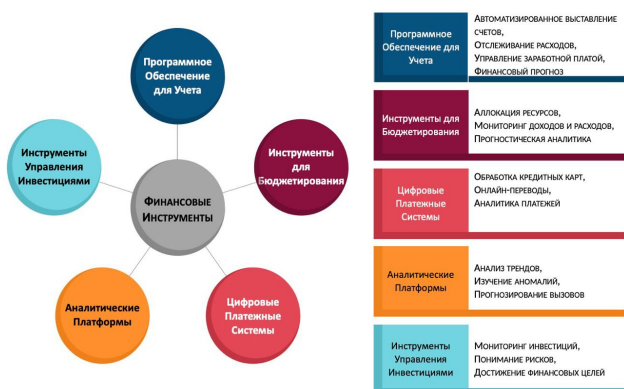 Программное
Обеспечение
для Учета
Инструменты
для
Бюджетирования
Цифровые
Платежные
Системы
Аналитические
Платформы
Инструменты
Управления
Инвестициями
Финансовые
Инструменты
Программное
Обеспечение для
Учета
Автоматизированное выставление
счетов,
Отслеживание расходов,
Управление заработной платой,
Финансовый прогноз
Инструменты для
Бюджетирования
Аллокация ресурсов,
Мониторинг доходов и расходов,
Прогностическая аналитика
Цифровые
Платежные
Системы
Обработка кредитных карт,
Онлайн-переводы,
Аналитика платежей
Аналитические
Платформы
Анализ трендов,
Изучение аномалий,
Прогнозирование вызовов
Инструменты
Управления
Инвестициями
Мониторинг инвестиций,
Понимание рисков,
Достижение финансовых целей